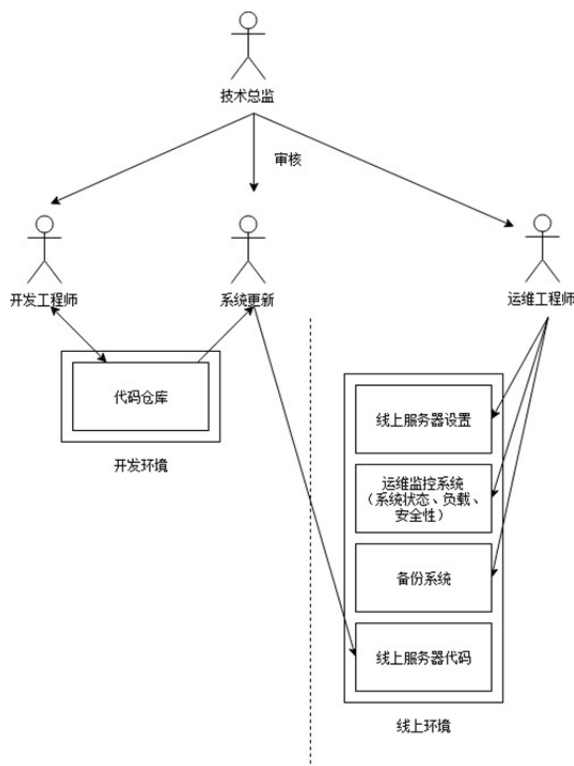 技术总监
审核
开发工程师
系统更新
运维工程师
代码仓库
开发环境
线上服务器设置
运维监控系统
（系统状态、负载、
安全性）
备份系统
线上服务器代码
线上环境